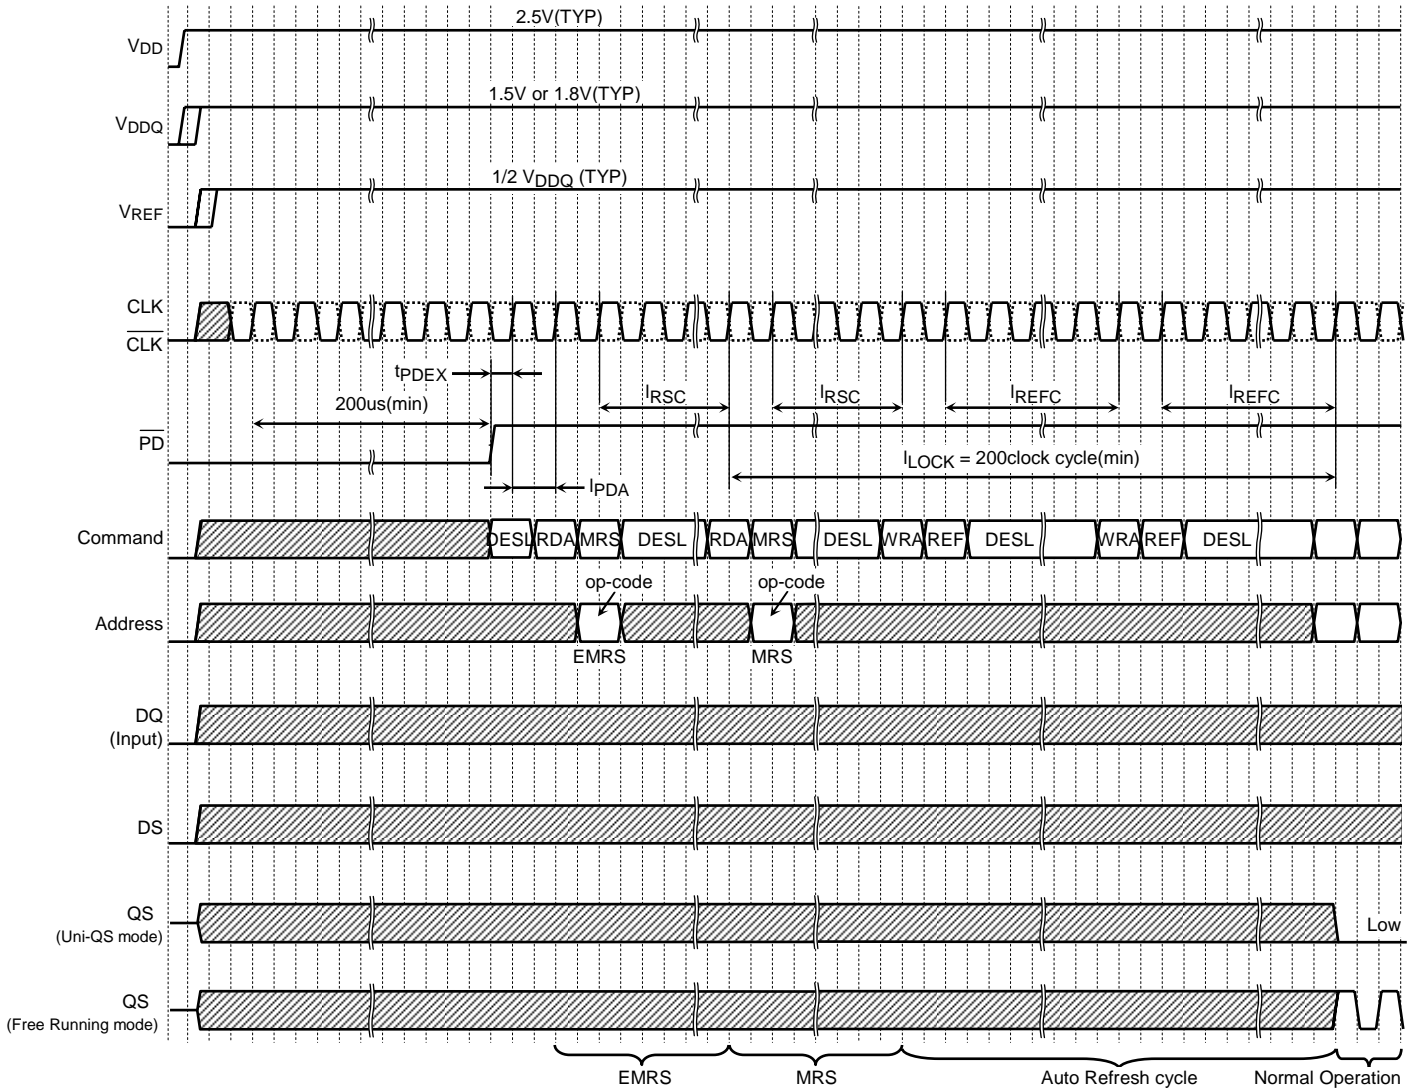 2.5V(TYP)
VDD
1.5V or 1.8V(TYP)
VDDQ
1/2 VDDQ (TYP)
VREF
CLK
CLK
tPDEX
200us(min)
lRSC
lRSC
lREFC
lREFC
PD
lLOCK = 200clock cycle(min)
lPDA
Command
DESL RDA MRS DESL RDA MRS DESL WRA REF DESL WRA REF DESL
op-code
op-code
Address
EMRS
MRS
DQ
(Input)
DS
QS
(Uni-QS mode)
Low
QS
(Free Running mode)
EMRS
MRS
Auto Refresh cycle
Normal Operation